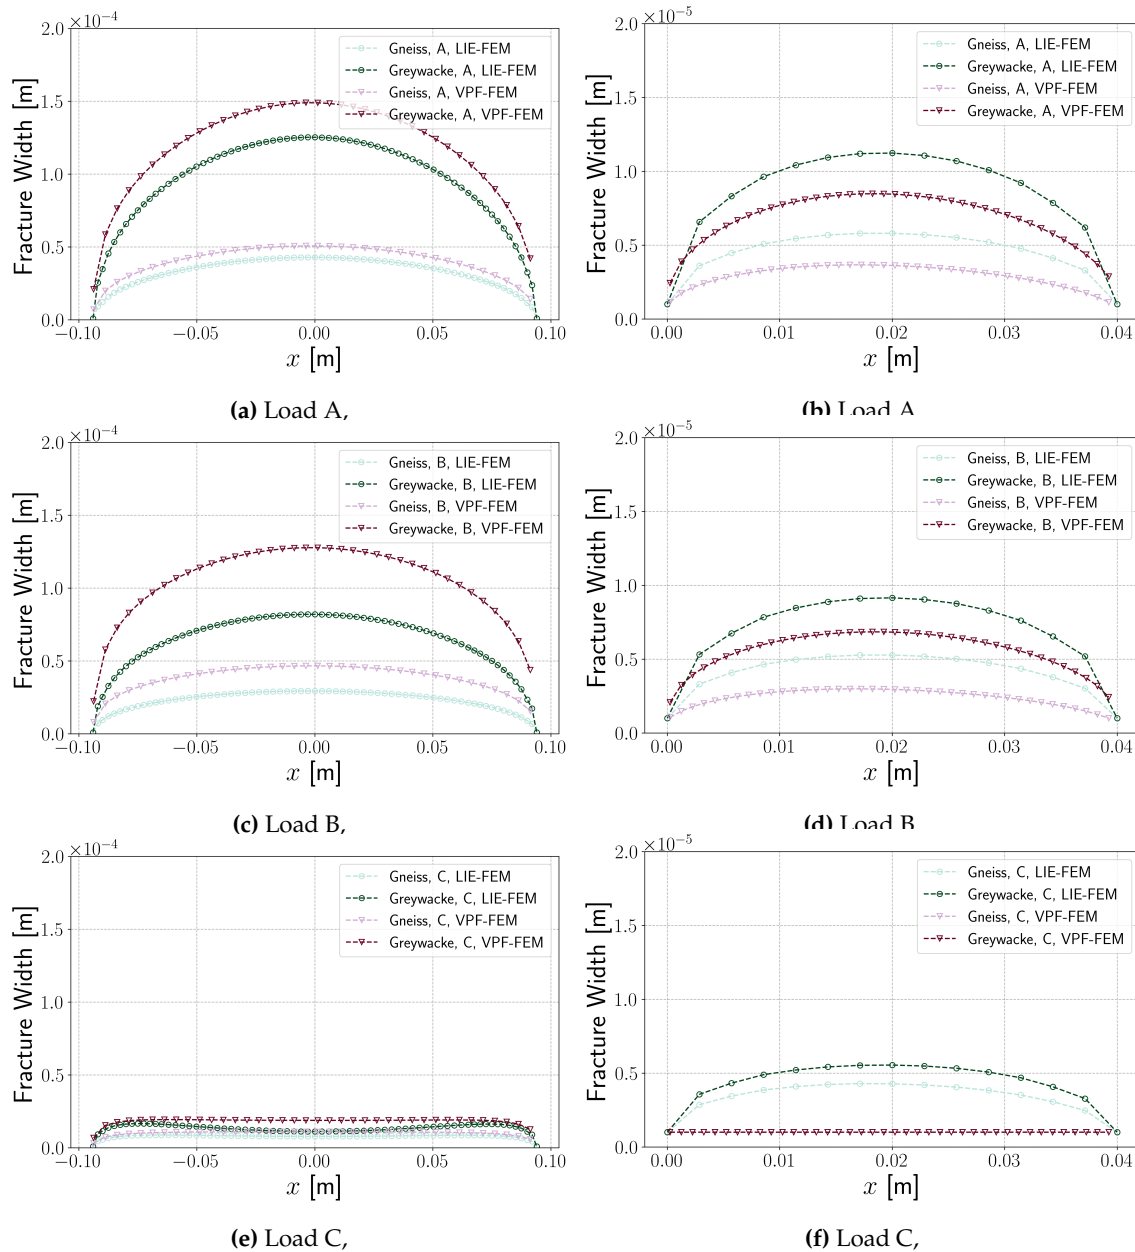 ×10⁻⁴
2.0
1.5
1.0
0.5
0.0
Fracture Width [m]
Gneiss, A, LIE-FEM
Greywacke, A, LIE-FEM
Gneiss, A, VPF-FEM
Greywacke, A, VPF-FEM
−0.10
−0.05
0.00
0.05
0.10
x [m]
(a) Load A,
×10⁻⁵
2.0
1.5
1.0
0.5
0.0
Fracture Width [m]
Gneiss, A, LIE-FEM
Greywacke, A, LIE-FEM
Gneiss, A, VPF-FEM
Greywacke, A, VPF-FEM
0.00
0.01
0.02
0.03
0.04
x [m]
(b) Load A
×10⁻⁴
2.0
1.5
1.0
0.5
0.0
Fracture Width [m]
Gneiss, B, LIE-FEM
Greywacke, B, LIE-FEM
Gneiss, B, VPF-FEM
Greywacke, B, VPF-FEM
−0.10
−0.05
0.00
0.05
0.10
x [m]
(c) Load B,
×10⁻⁵
2.0
1.5
1.0
0.5
0.0
Fracture Width [m]
Gneiss, B, LIE-FEM
Greywacke, B, LIE-FEM
Gneiss, B, VPF-FEM
Greywacke, B, VPF-FEM
0.00
0.01
0.02
0.03
0.04
x [m]
(d) Load B
×10⁻⁴
2.0
1.5
1.0
0.5
0.0
Fracture Width [m]
Gneiss, C, LIE-FEM
Greywacke, C, LIE-FEM
Gneiss, C, VPF-FEM
Greywacke, C, VPF-FEM
−0.10
−0.05
0.00
0.05
0.10
x [m]
(e) Load C,
×10⁻⁵
2.0
1.5
1.0
0.5
0.0
Fracture Width [m]
Gneiss, C, LIE-FEM
Greywacke, C, LIE-FEM
Gneiss, C, VPF-FEM
Greywacke, C, VPF-FEM
0.00
0.01
0.02
0.03
0.04
x [m]
(f) Load C,